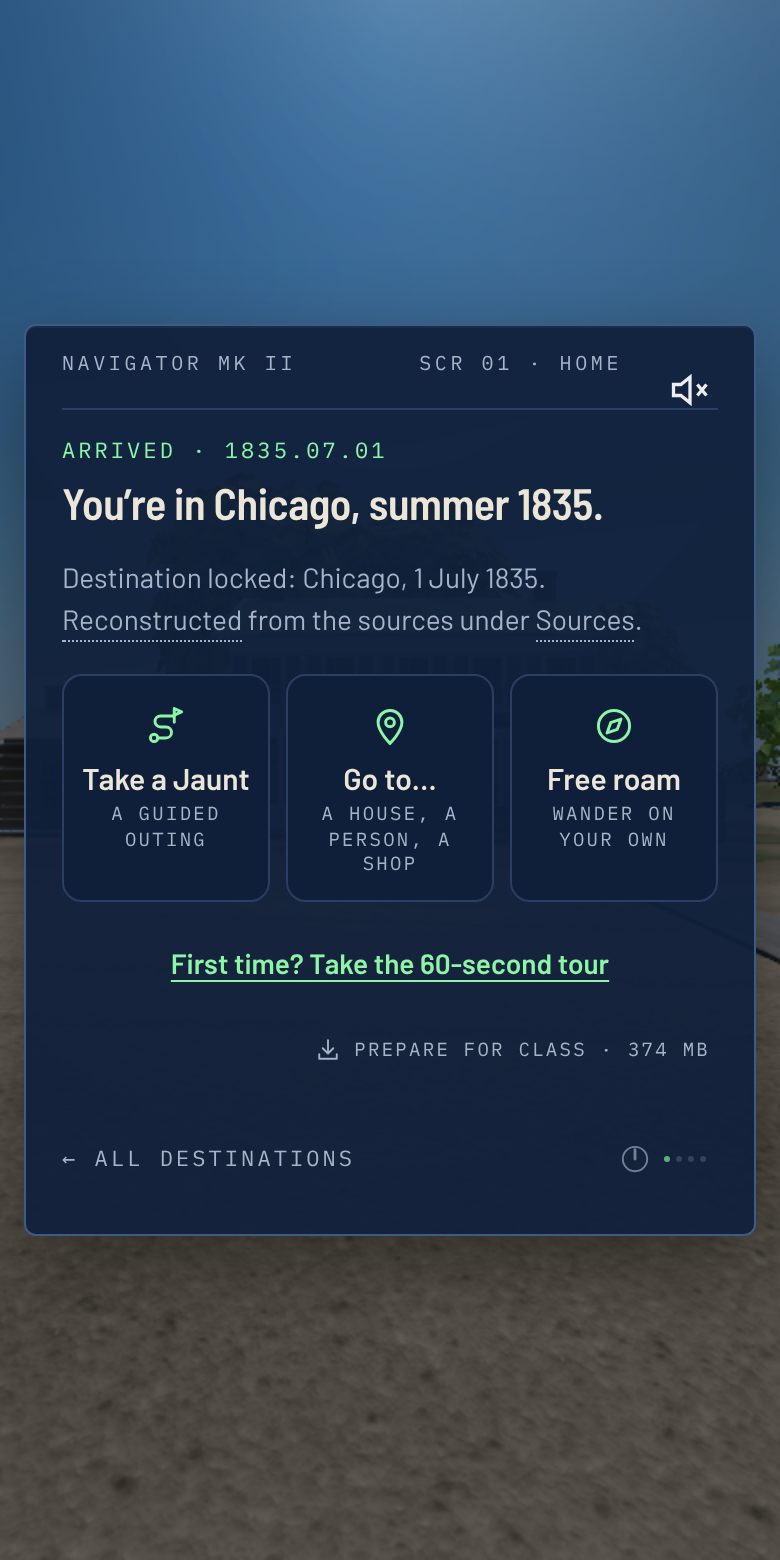 NAVIGATOR MK II SCR 01 · HOME
ARRIVED · 1835.07.01
You’re in Chicago, summer 1835.
Destination locked: Chicago, 1 July 1835.
Reconstructed from the sources under Sources.
Take a Jaunt
A GUIDED
OUTING
Go to…
A HOUSE, A
PERSON, A
SHOP
Free roam
WANDER ON
YOUR OWN
First time? Take the 60-second tour
PREPARE FOR CLASS · 374 MB
← ALL DESTINATIONS